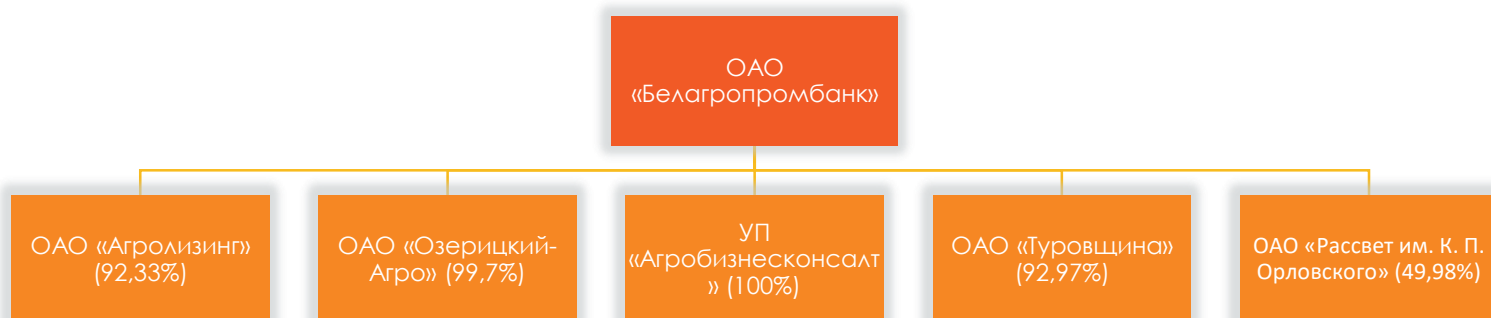 ОАО
«Белагропромбанк»
ОАО «Агролизинг»
(92,33%)
ОАО «Озерицкий-
Агро» (99,7%)
УП
«Агробизнесконсалт
» (100%)
ОАО «Туровщина»
(92,97%)
ОАО «Рассвет им. К. П.
Орловского» (49,98%)